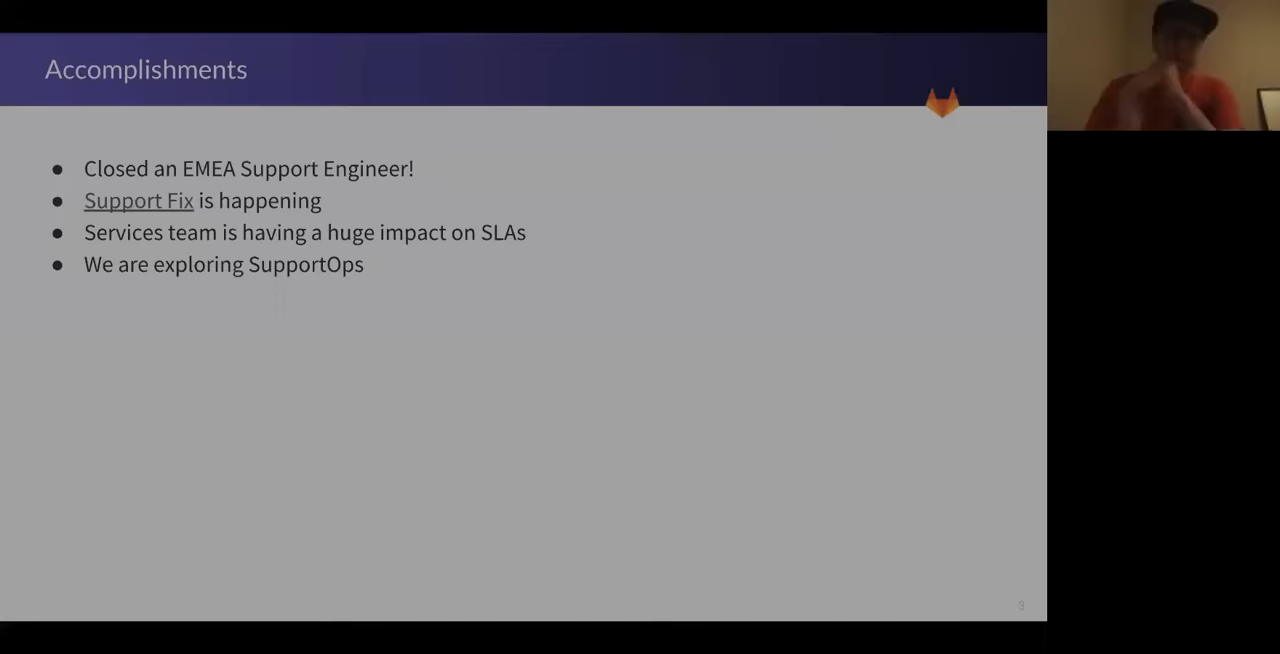 Accomplishments
● Closed an EMEA Support Engineer!
● Support Fix is happening
● Services team is having a huge impact on SLAs
● We are exploring SupportOps
9